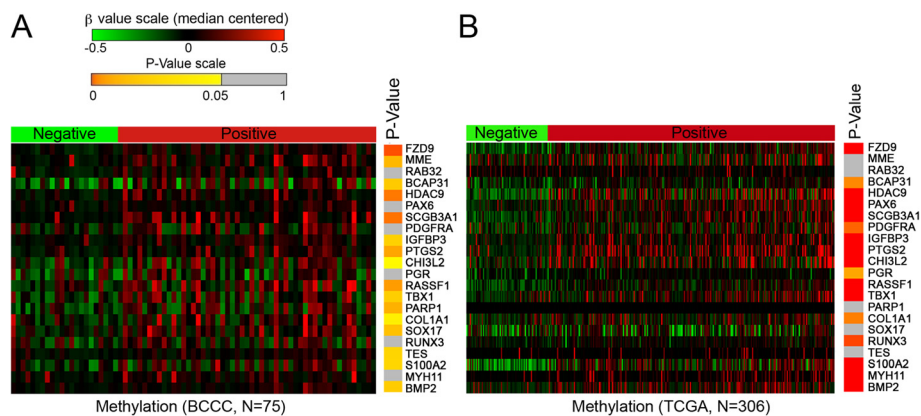 A
β value scale (median centered)
-0.5 0 0.5
P-Value scale
0 0.05 1
P-Value
Negative Positive
FZD9
MME
RAB32
BCAP31
HDAC9
PAX6
SCGB3A1
PDGFRA
IGFBP3
PTGS2
CHI3L2
PGR
RASSF1
TBX1
PARP1
COL1A1
SOX17
RUNX3
TES
S100A2
MYH11
BMP2
Methylation (BCCC, N=75)
B
P-Value
Negative Positive
FZD9
MME
RAB32
BCAP31
HDAC9
PAX6
SCGB3A1
PDGFRA
IGFBP3
PTGS2
CHI3L2
PGR
RASSF1
TBX1
PARP1
COL1A1
SOX17
RUNX3
TES
S100A2
MYH11
BMP2
Methylation (TCGA, N=306)